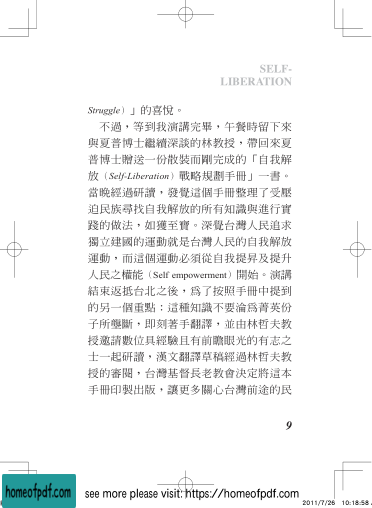 SELF-
LIBERATION
Struggle）」的喜悅。
不過，等到我演講完畢，午餐時留下來
與夏普博士繼續深談的林教授，帶回來夏
普博士贈送一份散裝而剛完成的「自我解
放（Self-Liberation）戰略規劃手冊」一書。
當晚經過研讀，發覺這個手冊整理了受壓
迫民族尋找自我解放的所有知識與進行實
踐的做法，如獲至寶。深覺台灣人民追求
獨立建國的運動就是台灣人民的自我解放
運動，而這個運動必須從自我提昇及提升
人民之權能（Self empowerment）開始。演講
結束返抵台北之後，爲了按照手冊中提到
的另一個重點：這種知識不要淪爲菁英份
子所壟斷，即刻著手翻譯，並由林哲夫教
授邀請數位具經驗且有前瞻眼光的有志之
士一起研讀，漢文翻譯草稿經過林哲夫教
授的審閱，台灣基督長老教會決定將這本
手冊印製出版，讓更多關心台灣前途的民
9
homeofpdf.com
see more please visit: https://homeofpdf.com
2011/7/26 10:18:58